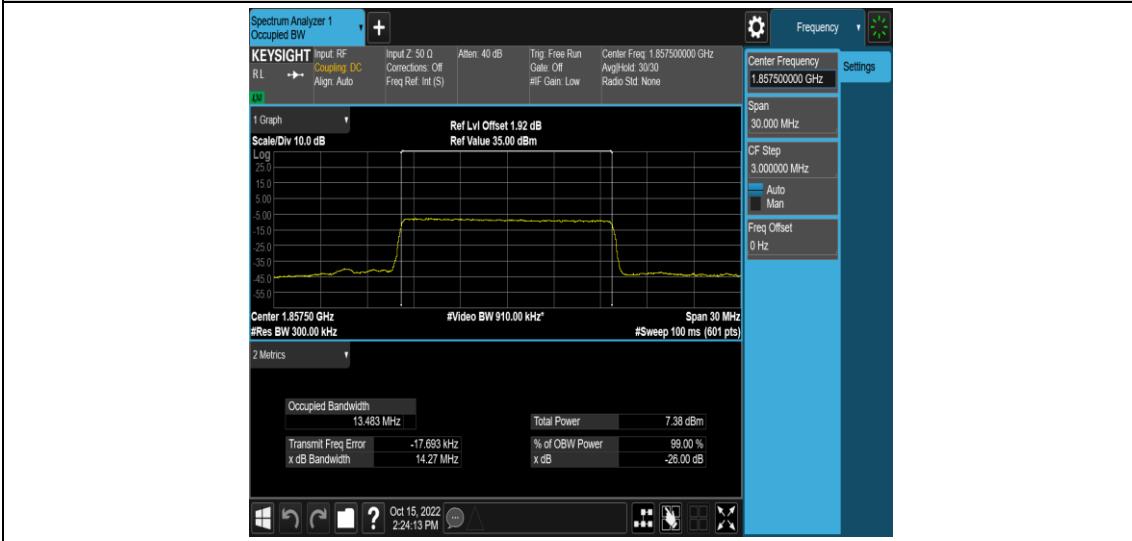 Spectrum Analyzer 1
Occupied BW
+
Frequency
KEYSIGHT
RL
LXI
Input: RF
Coupling: DC
Align: Auto
Input Z: 50 Ω
Corrections: Off
Freq Ref: Int (S)
Atten: 40 dB
Trig: Free Run
Gate: Off
#IF Gain: Low
Center Freq: 1.857500000 GHz
Avg|Hold: 30/30
Radio Std: None
Center Frequency
1.857500000 GHz
Settings
Span
30.000 MHz
CF Step
3.000000 MHz
Auto
Man
Freq Offset
0 Hz
1 Graph
Scale/Div 10.0 dB
Ref Lvl Offset 1.92 dB
Ref Value 35.00 dBm
Log
25.0
15.0
5.00
-5.00
-15.0
-25.0
-35.0
-45.0
-55.0
Center 1.85750 GHz
#Video BW 910.00 kHz*
Span 30 MHz
#Res BW 300.00 kHz
#Sweep 100 ms (601 pts)
2 Metrics
Occupied Bandwidth
13.483 MHz
Total Power 7.38 dBm
Transmit Freq Error -17.693 kHz
% of OBW Power 99.00 %
x dB Bandwidth 14.27 MHz
x dB -26.00 dB
?
Oct 15, 2022
2:24:13 PM